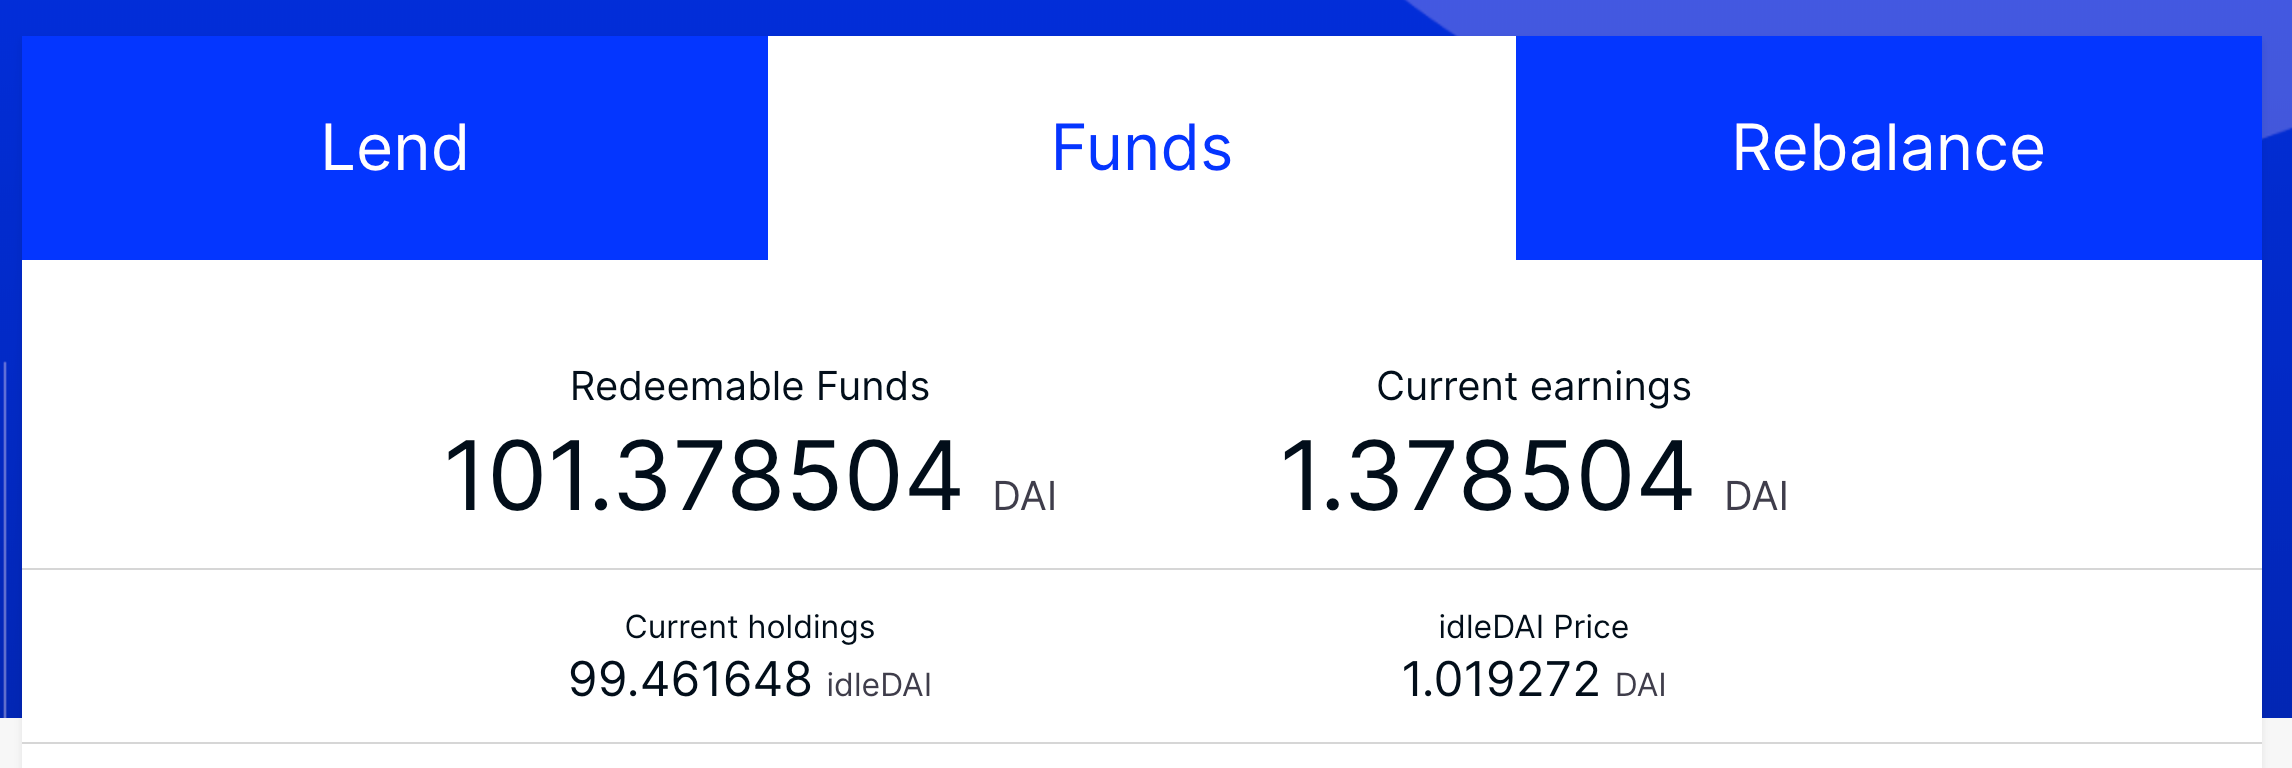 Lend Funds Rebalance
Redeemable Funds Current earnings
101.378504 DAI 1.378504 DAI
Current holdings idleDAI Price
99.461648 idleDAI 1.019272 DAI